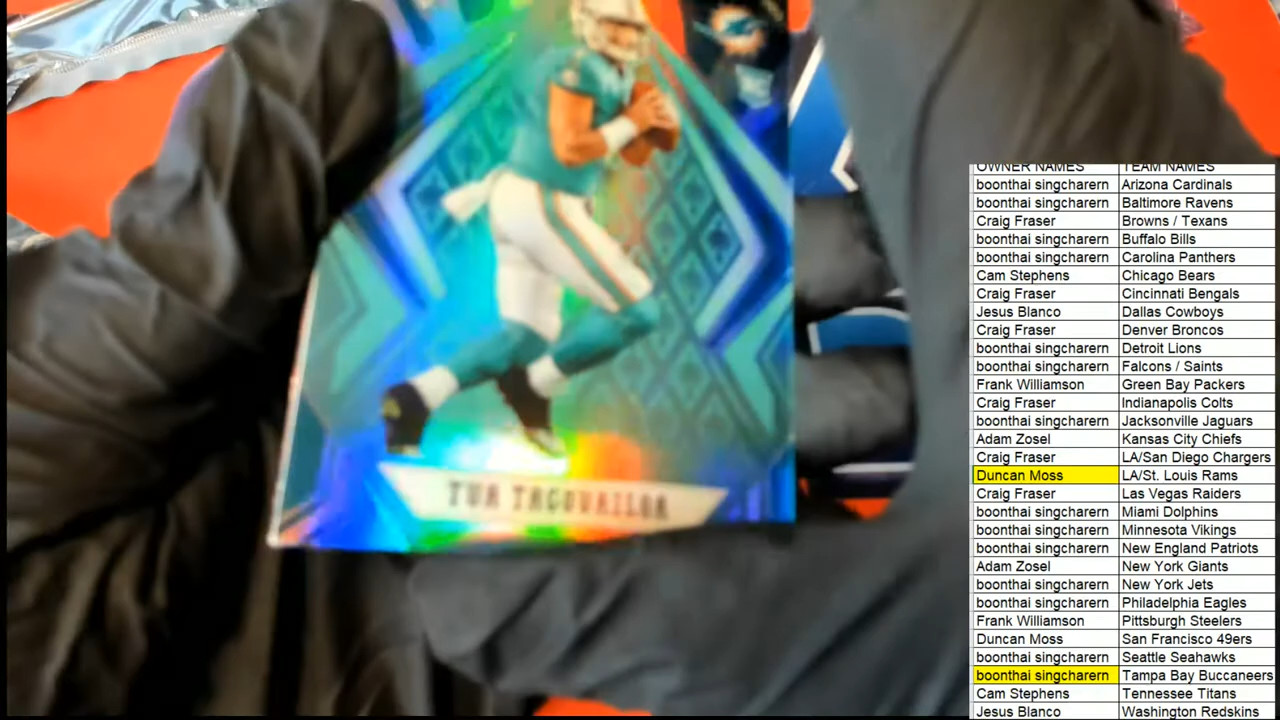 TUA TAGOVAILOA
OWNER NAMES TEAM NAMES
boonthai singcharern Arizona Cardinals
boonthai singcharern Baltimore Ravens
Craig Fraser Browns / Texans
boonthai singcharern Buffalo Bills
boonthai singcharern Carolina Panthers
Cam Stephens Chicago Bears
Craig Fraser Cincinnati Bengals
Jesus Blanco Dallas Cowboys
Craig Fraser Denver Broncos
boonthai singcharern Detroit Lions
boonthai singcharern Falcons / Saints
Frank Williamson Green Bay Packers
Craig Fraser Indianapolis Colts
boonthai singcharern Jacksonville Jaguars
Adam Zosel Kansas City Chiefs
Craig Fraser LA/San Diego Chargers
Duncan Moss LA/St. Louis Rams
Craig Fraser Las Vegas Raiders
boonthai singcharern Miami Dolphins
boonthai singcharern Minnesota Vikings
boonthai singcharern New England Patriots
Adam Zosel New York Giants
boonthai singcharern New York Jets
boonthai singcharern Philadelphia Eagles
Frank Williamson Pittsburgh Steelers
Duncan Moss San Francisco 49ers
boonthai singcharern Seattle Seahawks
boonthai singcharern Tampa Bay Buccaneers
Cam Stephens Tennessee Titans
Jesus Blanco Washington Redskins